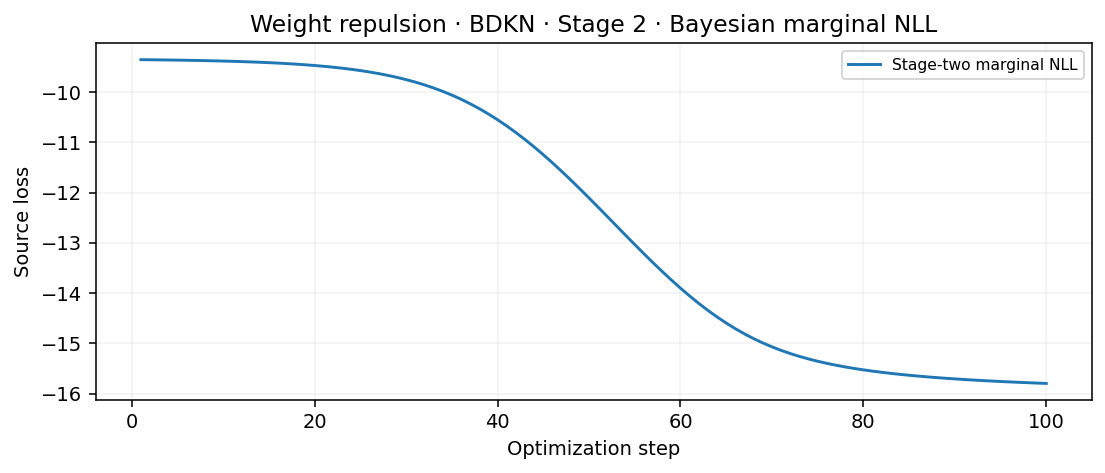 Weight repulsion · BDKN · Stage 2 · Bayesian marginal NLL
Stage-two marginal NLL
Source loss
−10
−11
−12
−13
−14
−15
−16
0 20 40 60 80 100
Optimization step